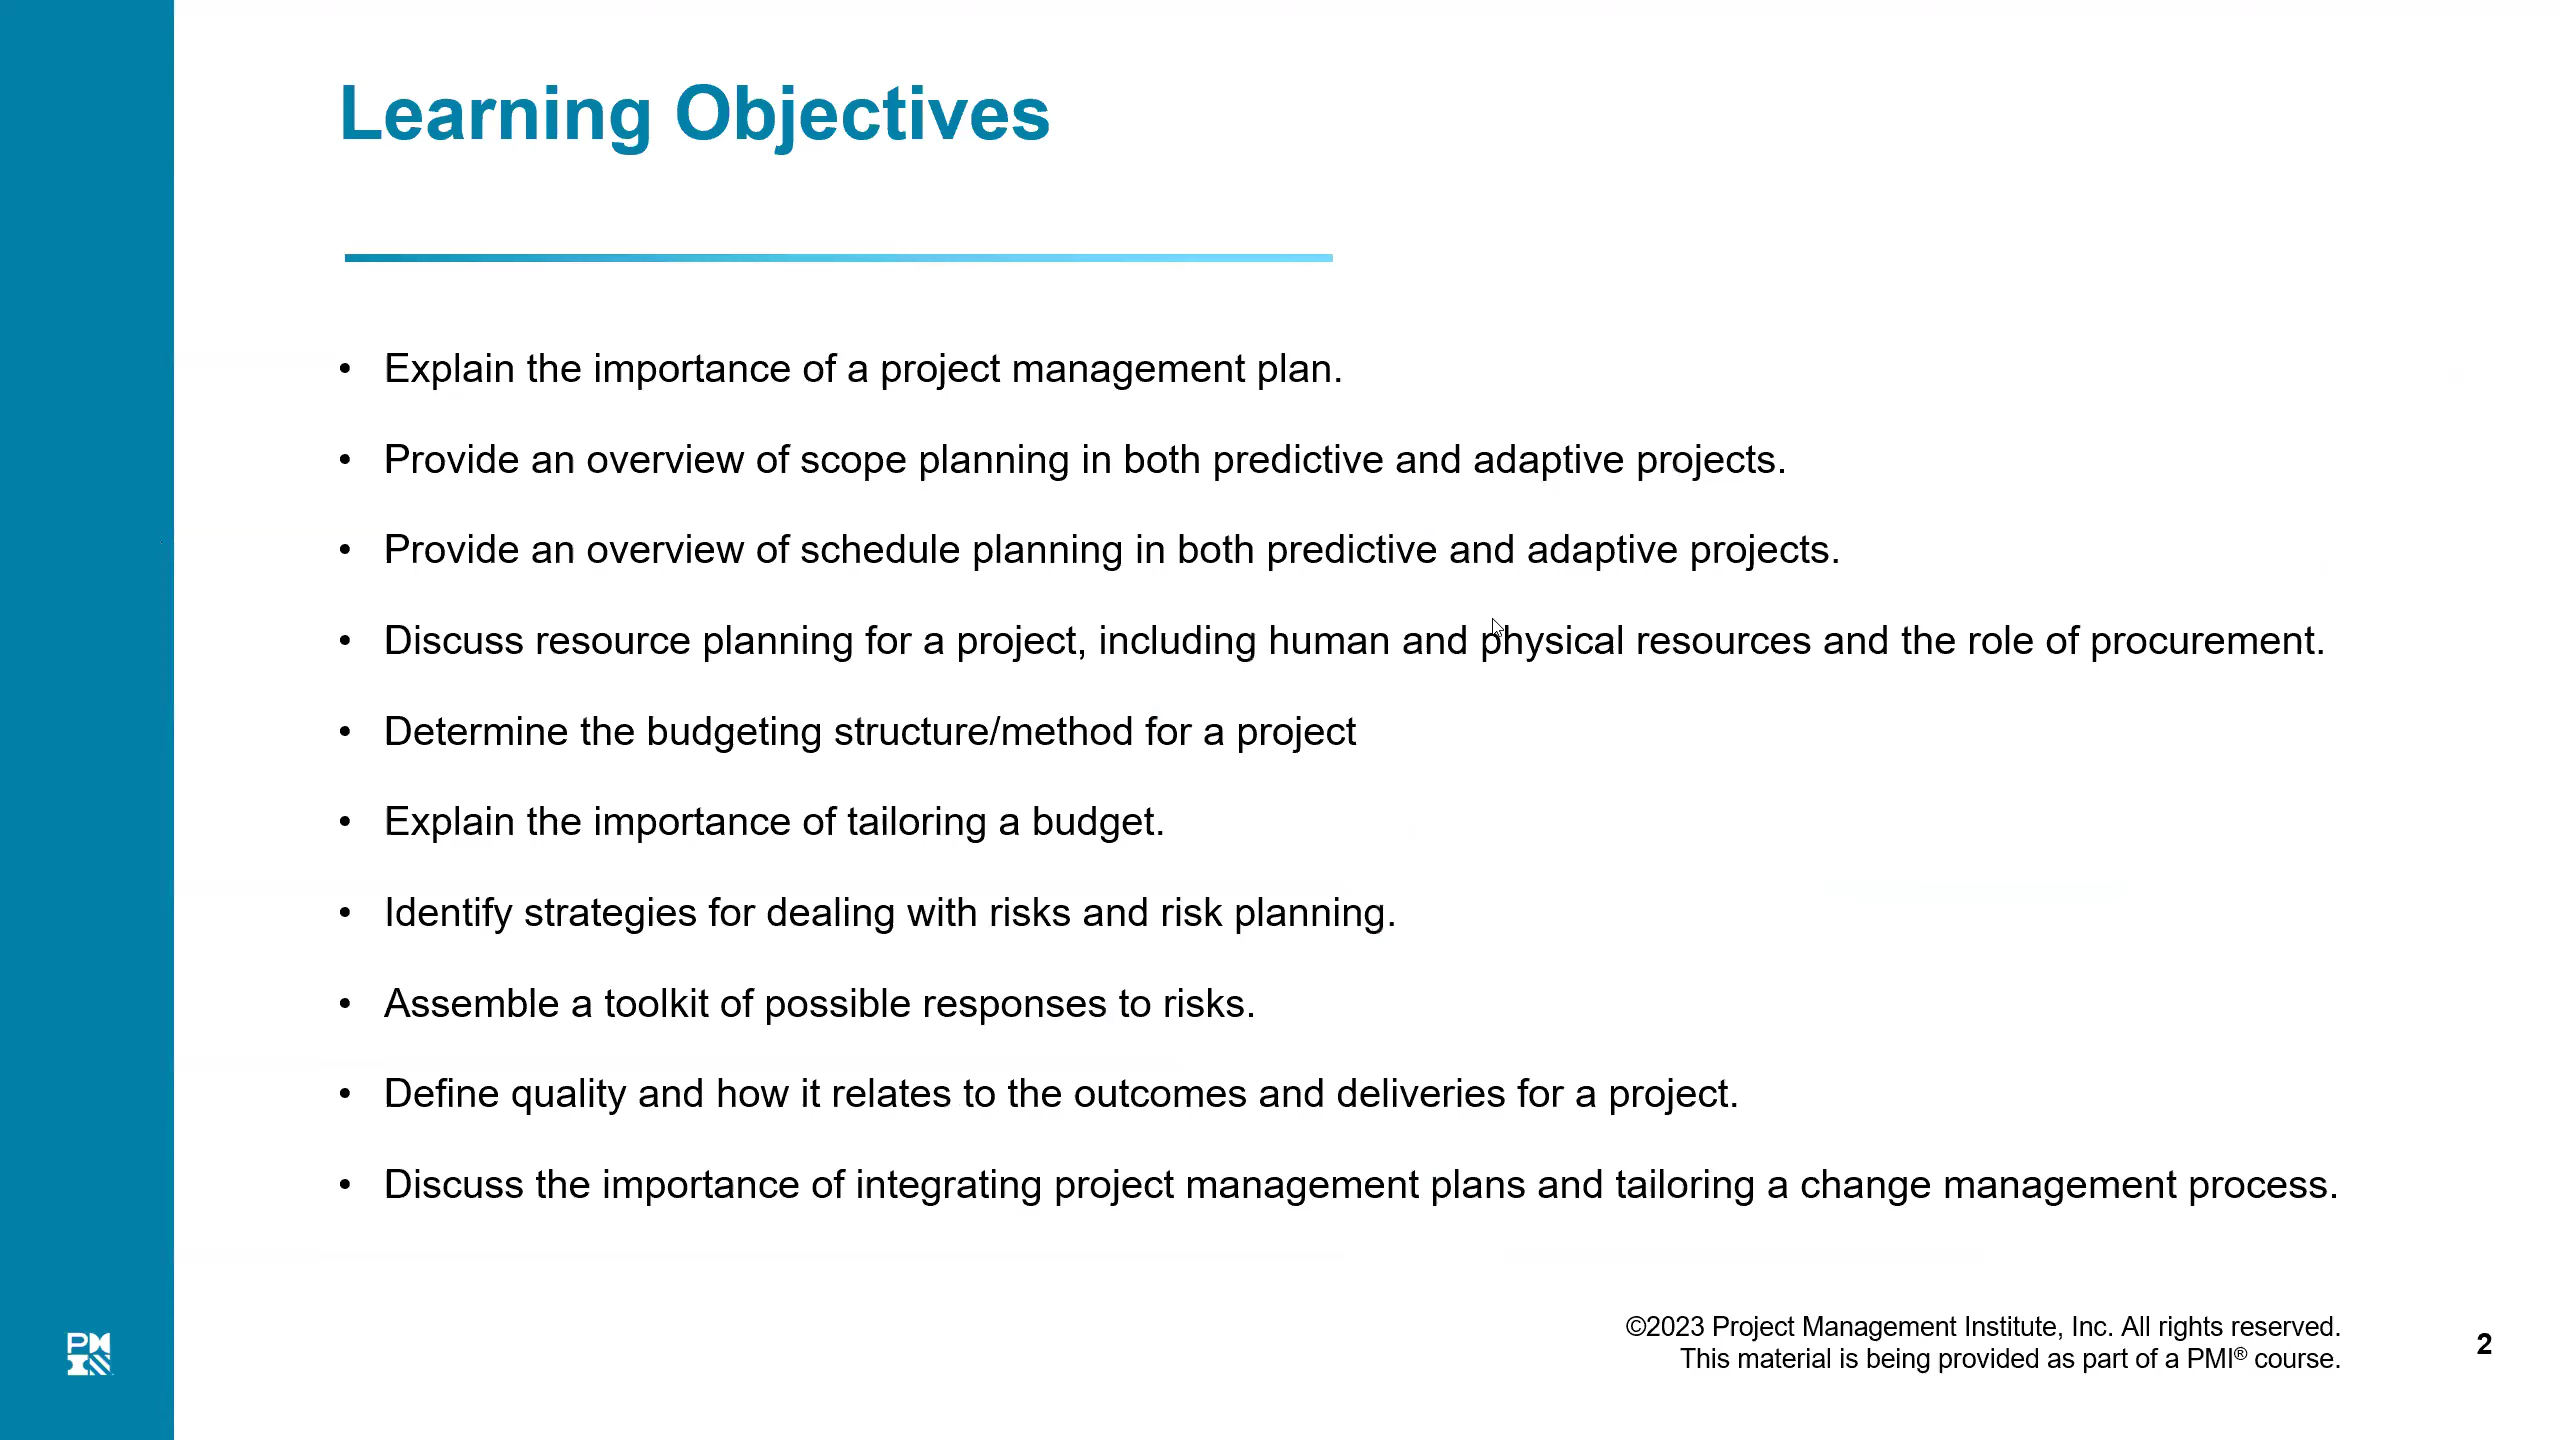 Learning Objectives
• Explain the importance of a project management plan.
• Provide an overview of scope planning in both predictive and adaptive projects.
• Provide an overview of schedule planning in both predictive and adaptive projects.
• Discuss resource planning for a project, including human and physical resources and the role of procurement.
• Determine the budgeting structure/method for a project
• Explain the importance of tailoring a budget.
• Identify strategies for dealing with risks and risk planning.
• Assemble a toolkit of possible responses to risks.
• Define quality and how it relates to the outcomes and deliveries for a project.
• Discuss the importance of integrating project management plans and tailoring a change management process.
©2023 Project Management Institute, Inc. All rights reserved.
This material is being provided as part of a PMI® course.
2
PMI